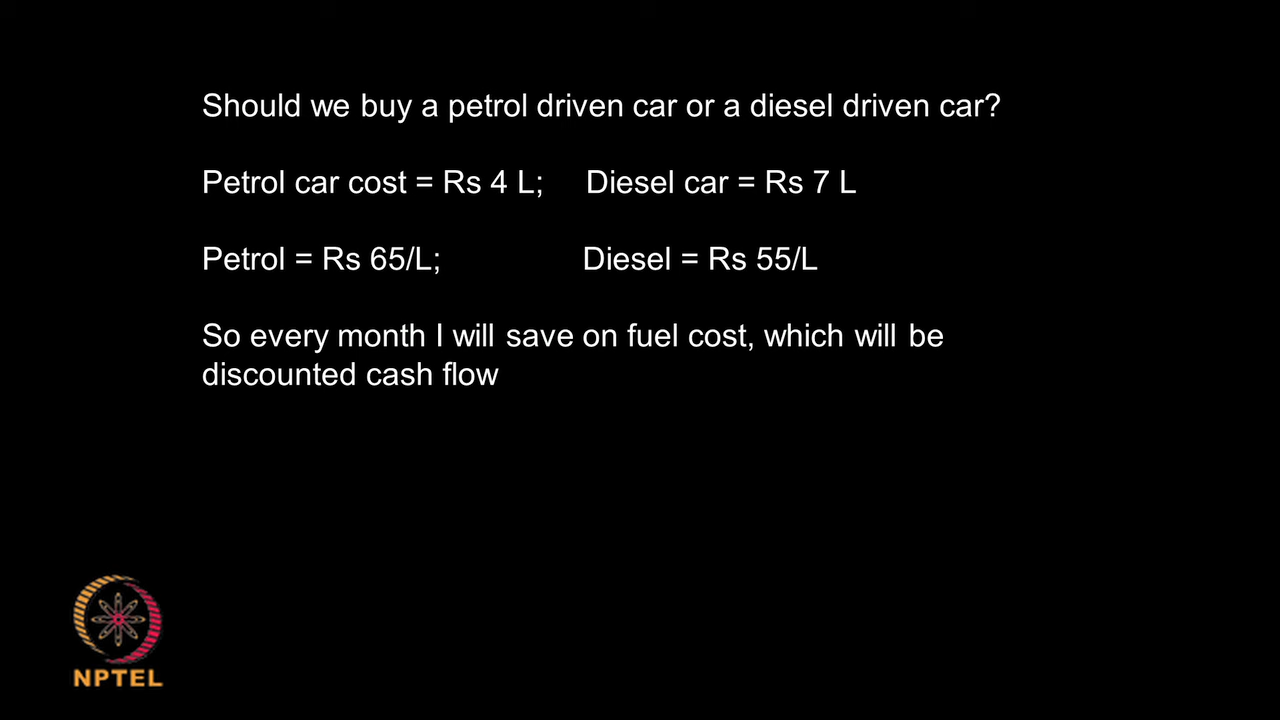 Should we buy a petrol driven car or a diesel driven car?
Petrol car cost = Rs 4 L; Diesel car = Rs 7 L
Petrol = Rs 65/L; Diesel = Rs 55/L
So every month I will save on fuel cost, which will be
discounted cash flow
NPTEL